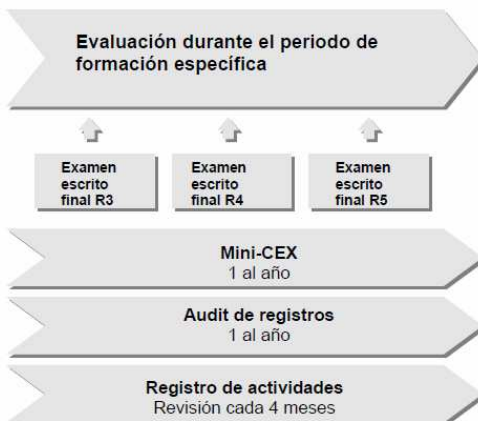 Evaluación durante el periodo de
formación específica
Examen
escrito
final R3
Examen
escrito
final R4
Examen
escrito
final R5
Mini-CEX
1 al año
Audit de registros
1 al año
Registro de actividades
Revisión cada 4 meses